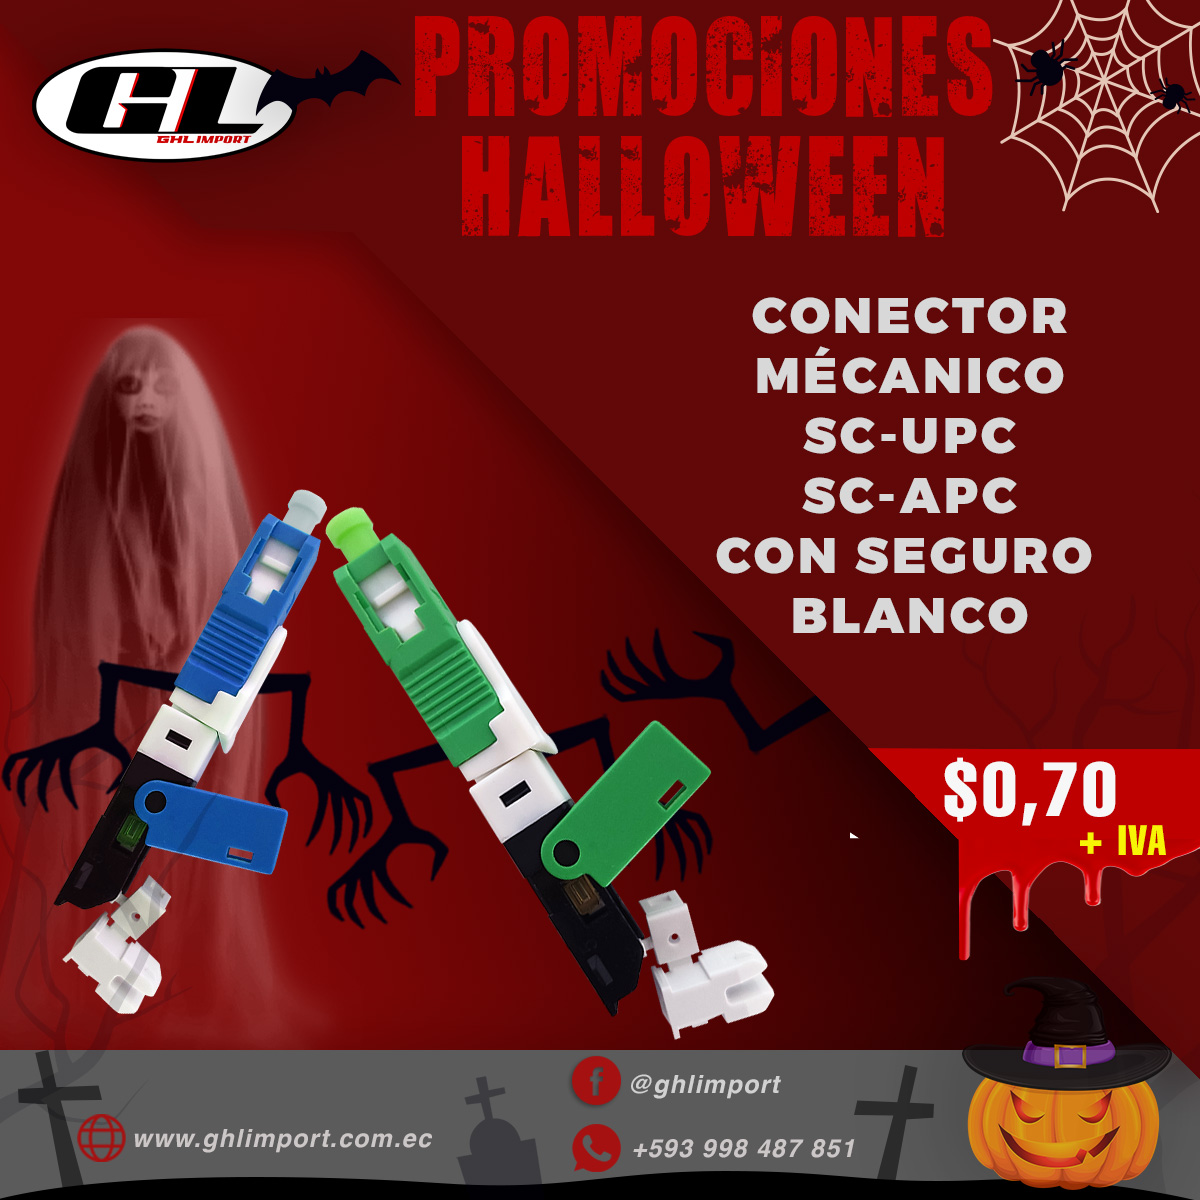 GHL
GHL IMPORT
PROMOCIONES
HALLOWEEN
CONECTOR
MÉCANICO
SC-UPC
SC-APC
CON SEGURO
BLANCO
$0,70
+ IVA
@ghlimport
www.ghlimport.com.ec
+593 998 487 851